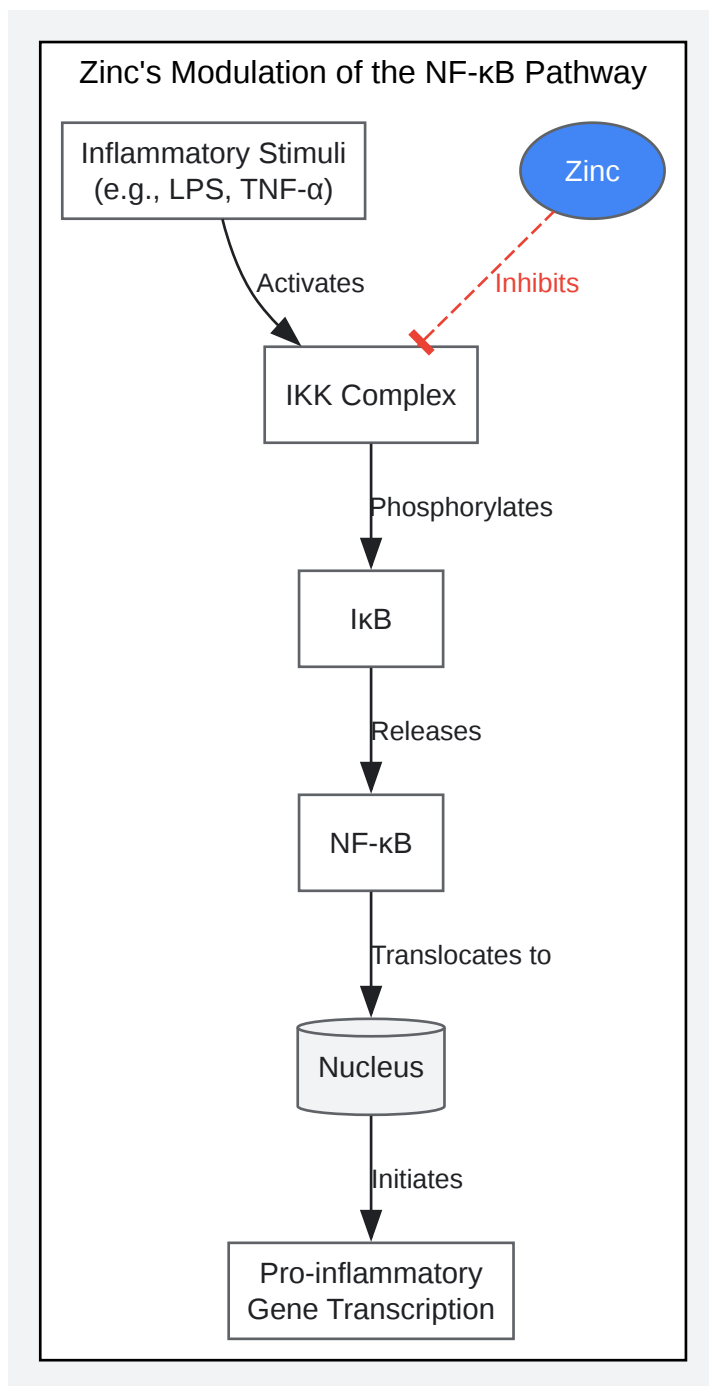 Zinc's Modulation of the NF-κB Pathway
Inflammatory Stimuli
(e.g., LPS, TNF-α)
Zinc
Activates
Inhibits
IKK Complex
Phosphorylates
IκB
Releases
NF-κB
Translocates to
Nucleus
Initiates
Pro-inflammatory
Gene Transcription